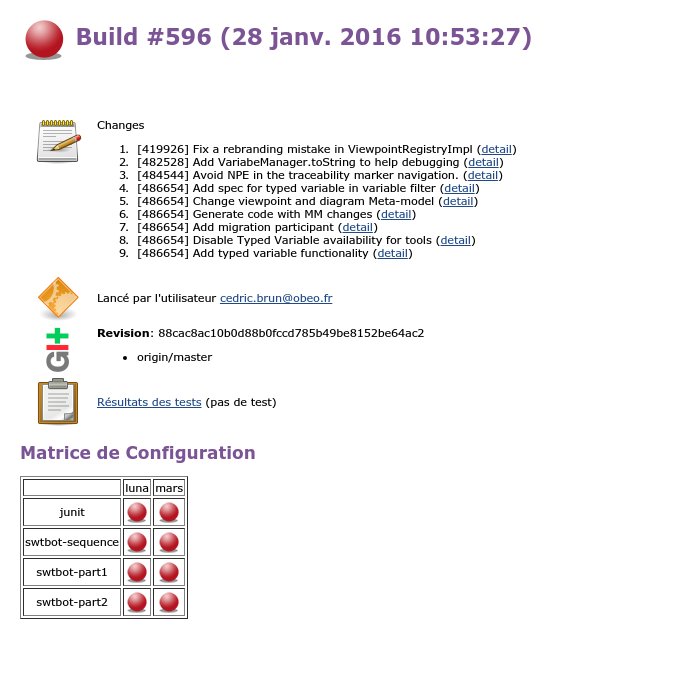 Build #596 (28 janv. 2016 10:53:27)
Changes
1. [419926] Fix a rebranding mistake in ViewpointRegistryImpl (detail)
2. [482528] Add VariabeManager.toString to help debugging (detail)
3. [484544] Avoid NPE in the traceability marker navigation. (detail)
4. [486654] Add spec for typed variable in variable filter (detail)
5. [486654] Change viewpoint and diagram Meta-model (detail)
6. [486654] Generate code with MM changes (detail)
7. [486654] Add migration participant (detail)
8. [486654] Disable Typed Variable availability for tools (detail)
9. [486654] Add typed variable functionality (detail)
Lancé par l'utilisateur cedric.brun@obeo.fr
GIt
Revision: 88cac8ac10b0d88b0fccd785b49be8152be64ac2
• origin/master
Résultats des tests (pas de test)
Matrice de Configuration
luna mars
junit
swtbot-sequence
swtbot-part1
swtbot-part2